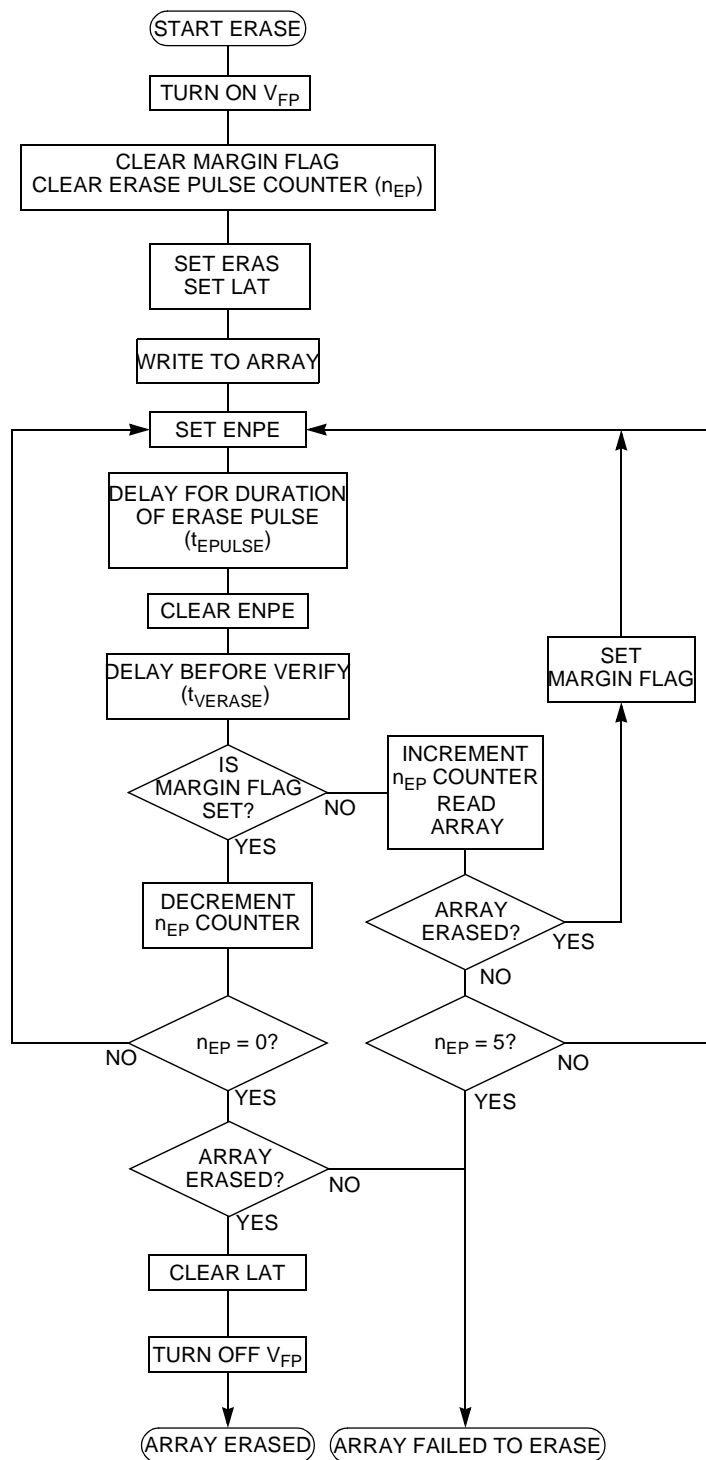 START ERASE
TURN ON VFP
CLEAR MARGIN FLAG
CLEAR ERASE PULSE COUNTER (nEP)
SET ERAS
SET LAT
WRITE TO ARRAY
SET ENPE
DELAY FOR DURATION
OF ERASE PULSE
(tEPULSE)
CLEAR ENPE
DELAY BEFORE VERIFY
(tVERASE)
SET
MARGIN FLAG
IS
MARGIN FLAG
SET?
NO
YES
INCREMENT
nEP COUNTER
READ
ARRAY
DECREMENT
nEP COUNTER
ARRAY
ERASED?
YES
NO
nEP = 0?
NO
YES
nEP = 5?
NO
YES
ARRAY
ERASED?
NO
YES
CLEAR LAT
TURN OFF VFP
ARRAY ERASED
ARRAY FAILED TO ERASE